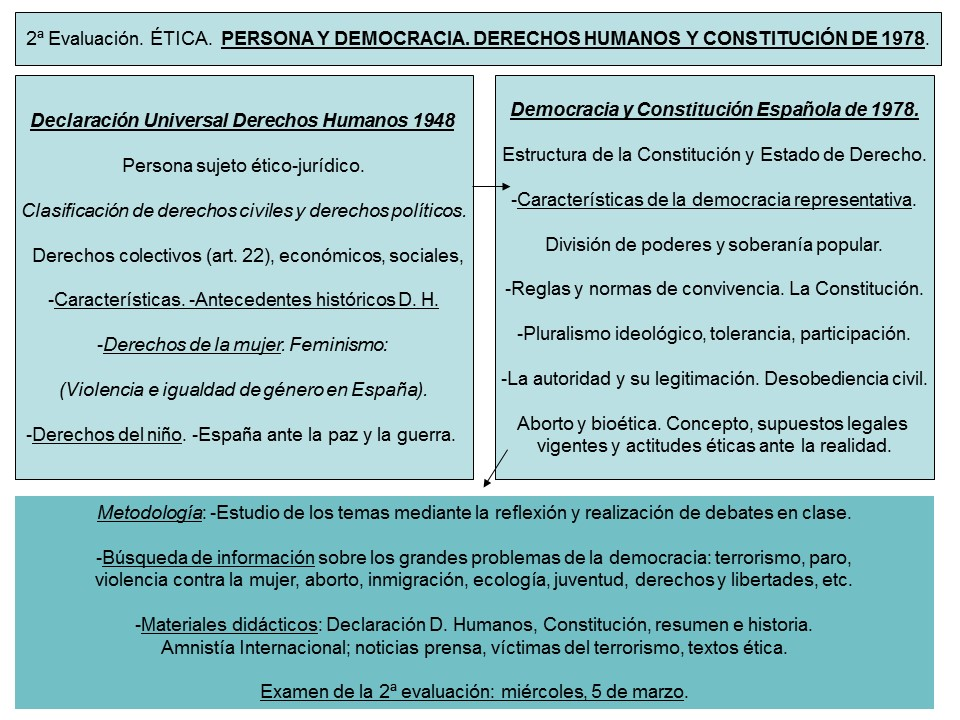 2ª Evaluación. ÉTICA. PERSONA Y DEMOCRACIA. DERECHOS HUMANOS Y CONSTITUCIÓN DE 1978.
Declaración Universal Derechos Humanos 1948
Persona sujeto ético-jurídico.
Clasificación de derechos civiles y derechos políticos.
Derechos colectivos (art. 22), económicos, sociales,
-Características. -Antecedentes históricos D. H.
-Derechos de la mujer. Feminismo:
(Violencia e igualdad de género en España).
-Derechos del niño. -España ante la paz y la guerra.
Democracia y Constitución Española de 1978.
Estructura de la Constitución y Estado de Derecho.
-Características de la democracia representativa.
División de poderes y soberanía popular.
-Reglas y normas de convivencia. La Constitución.
-Pluralismo ideológico, tolerancia, participación.
-La autoridad y su legitimación. Desobediencia civil.
Aborto y bioética. Concepto, supuestos legales
vigentes y actitudes éticas ante la realidad.
Metodología: -Estudio de los temas mediante la reflexión y realización de debates en clase.
-Búsqueda de información sobre los grandes problemas de la democracia: terrorismo, paro,
violencia contra la mujer, aborto, inmigración, ecología, juventud, derechos y libertades, etc.
-Materiales didácticos: Declaración D. Humanos, Constitución, resumen e historia.
Amnistía Internacional; noticias prensa, víctimas del terrorismo, textos ética.
Examen de la 2ª evaluación: miércoles, 5 de marzo.